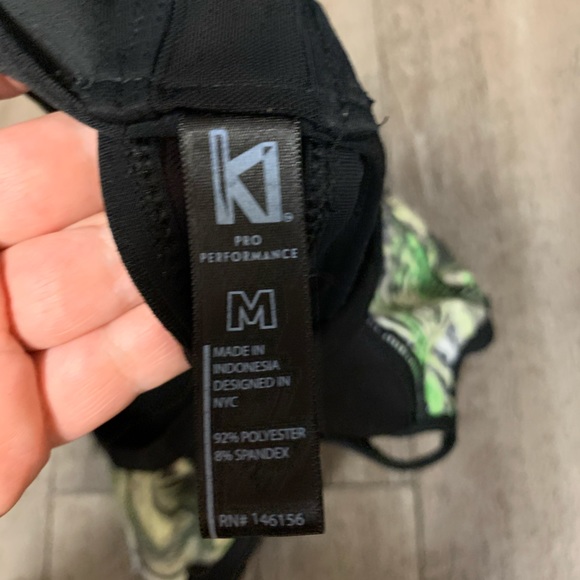 k1
PRO
PERFORMANCE
M
MADE IN
INDONESIA
DESIGNED IN
NYC
92% POLYESTER
8% SPANDEX
RN# 146156